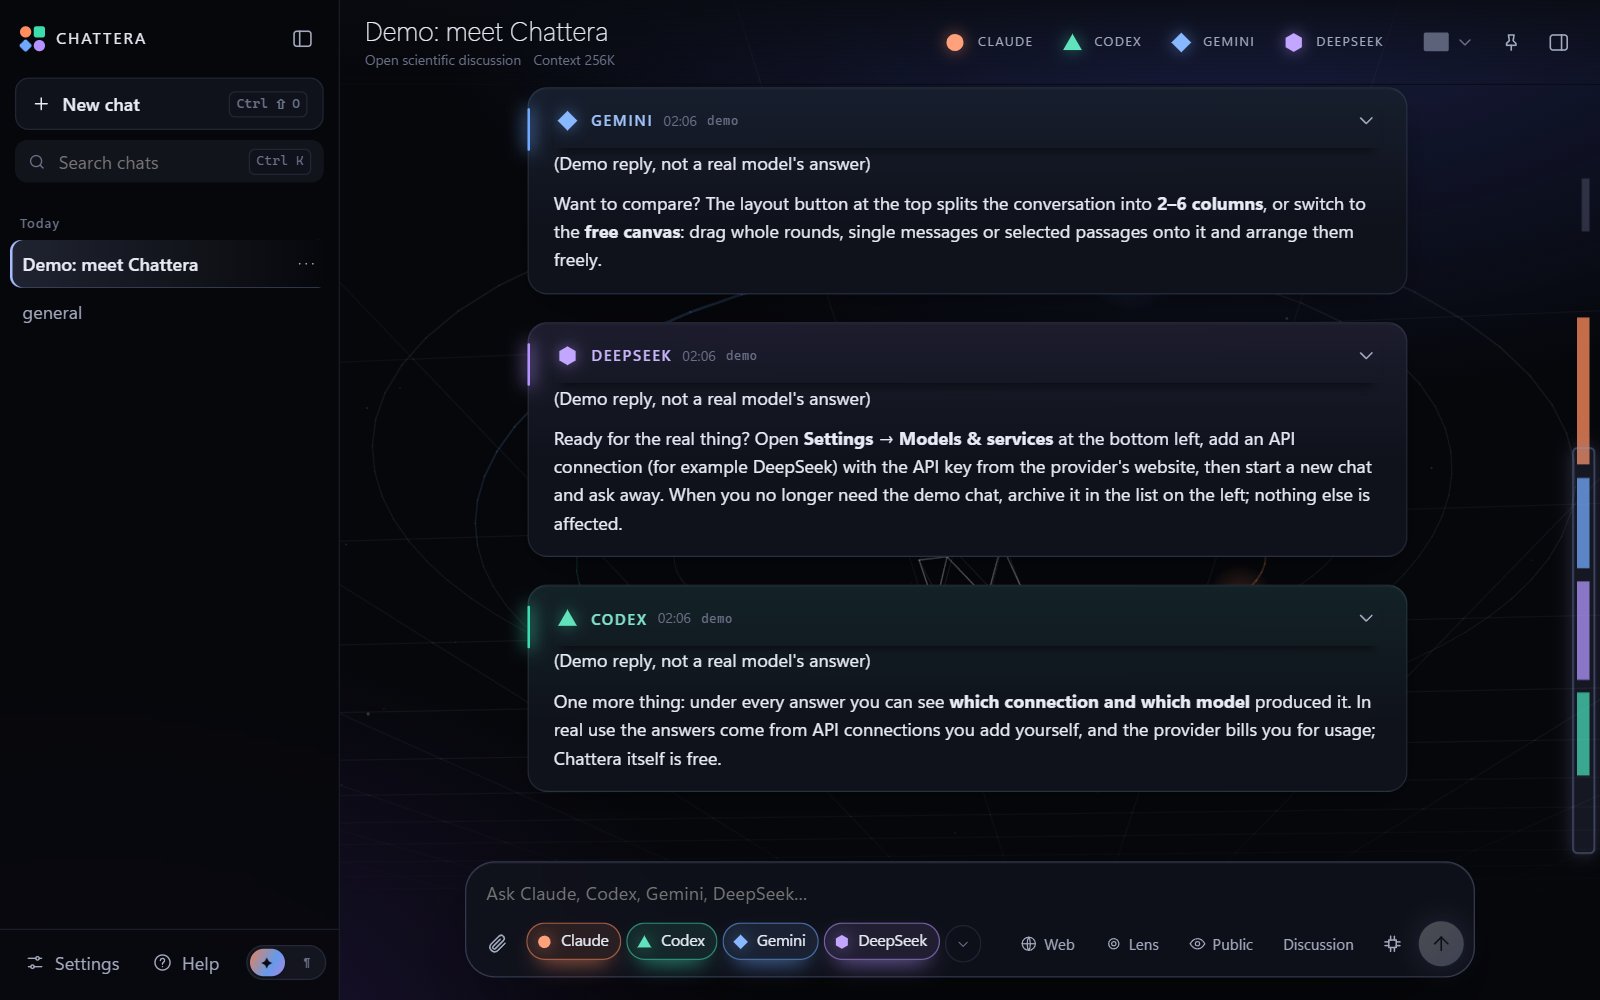 CHATTERA
New chat
Ctrl ⇧ O
Search chats
Ctrl K
Today
Demo: meet Chattera
...
general
Settings
Help
¶
Demo: meet Chattera
Open scientific discussion Context 256K
CLAUDE
CODEX
GEMINI
DEEPSEEK
GEMINI 02:06 demo
(Demo reply, not a real model's answer)
Want to compare? The layout button at the top splits the conversation into 2–6 columns, or switch to
the free canvas: drag whole rounds, single messages or selected passages onto it and arrange them
freely.
DEEPSEEK 02:06 demo
(Demo reply, not a real model's answer)
Ready for the real thing? Open Settings → Models & services at the bottom left, add an API
connection (for example DeepSeek) with the API key from the provider's website, then start a new chat
and ask away. When you no longer need the demo chat, archive it in the list on the left; nothing else is
affected.
CODEX 02:06 demo
(Demo reply, not a real model's answer)
One more thing: under every answer you can see which connection and which model produced it. In
real use the answers come from API connections you add yourself, and the provider bills you for usage;
Chattera itself is free.
Ask Claude, Codex, Gemini, DeepSeek...
Claude
Codex
Gemini
DeepSeek
Web
Lens
Public
Discussion